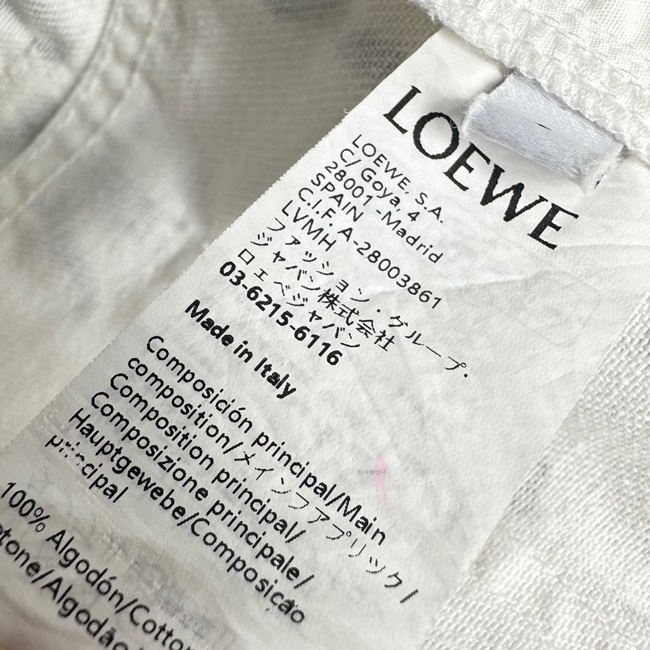 LOEWE
LOEWE, S.A.
C/ Goya, 4
28001 -Madrid
SPAIN
C.I.F. A-28003861
LVMH
ファッション・グループ・
ジャパン株式会社
ロエベジャパン
03-6215-6116
Made in Italy
Composición principal/Main
composition/メインファブリック/
Composition principal/
Composizione principale/
Hauptgewebe/Composição
principal
100% Algodón/Cotton
Algodão